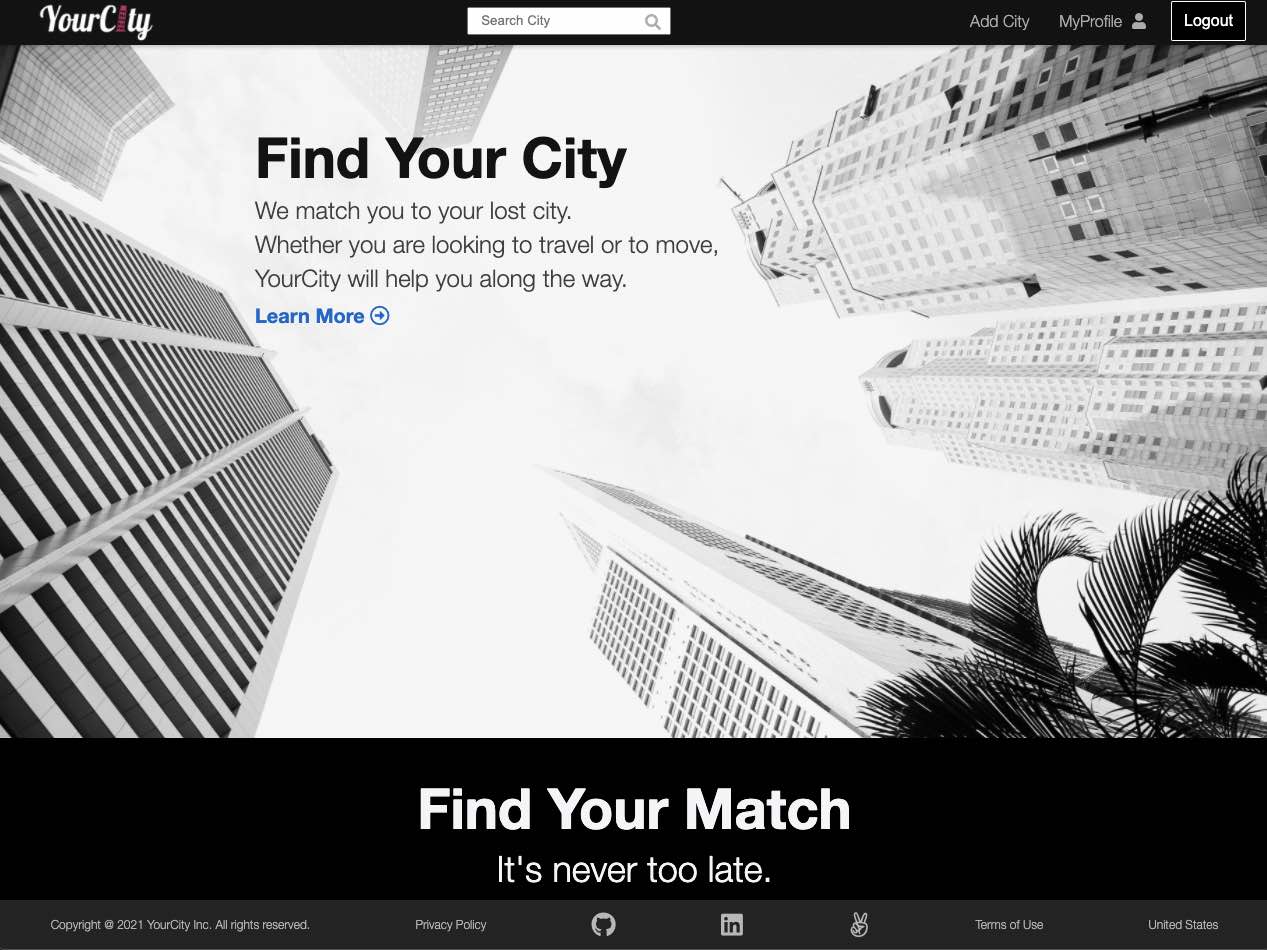 YourCity
Search City
Add City
MyProfile
Logout
Find Your City
We match you to your lost city.
Whether you are looking to travel or to move,
YourCity will help you along the way.
Learn More
Find Your Match
It's never too late.
Copyright @ 2021 YourCity Inc. All rights reserved.
Privacy Policy
in
Terms of Use
United States